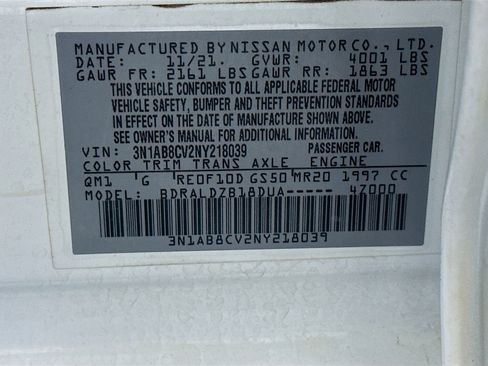 MANUFACTURED BY NISSAN MOTOR CO., LTD.
DATE: 11/21. GVWR: 4001 LBS
GAWR FR: 2161 LBS GAWR RR: 1863 LBS
THIS VEHICLE CONFORMS TO ALL APPLICABLE FEDERAL MOTOR
VEHICLE SAFETY, BUMPER AND THEFT PREVENTION STANDARDS
IN EFFECT ON THE DATE OF MANUFACTURE SHOWN ABOVE.
SEE OWNER'S MANUAL FOR ADDITIONAL INFORMATION.
VIN: 3N1AB8CV2NY218039 PASSENGER CAR.
COLOR TRIM TRANS AXLE ENGINE
QM1 G RE0F10D GS50 MR20 1997 CC
MODEL: BDRALDZB18DUA----- 47000
3N1AB8CV2NY218039